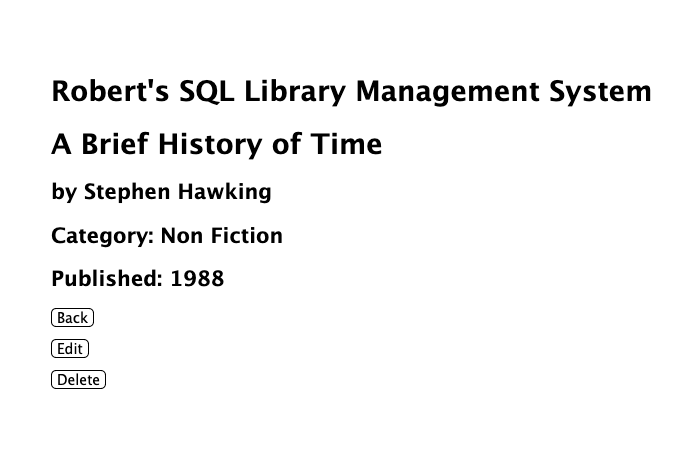 Robert's SQL Library Management System
A Brief History of Time
by Stephen Hawking
Category: Non Fiction
Published: 1988
Back
Edit
Delete